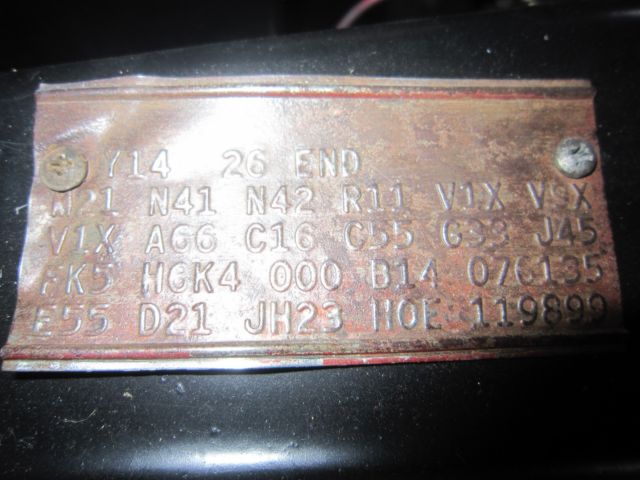 Y14 26 END
M21 N41 N42 R11 V1X V9X
V1X A66 C16 C55 G33 J45
FK5 H6K4 000 B14 076135
E55 D21 JH23 H0E 119899